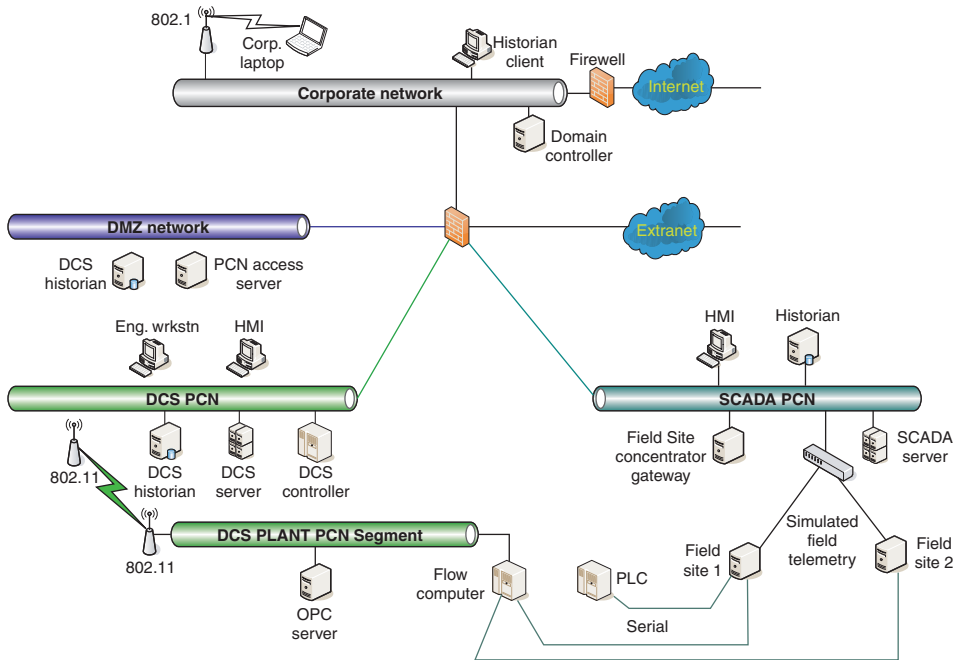 802.1
Corp.
laptop
Historian
client
Firewell
Internet
Corporate network
Domain
controller
DMZ network
Extranet
DCS
historian
PCN access
server
Eng. wrkstn
HMI
HMI
Historian
DCS PCN
SCADA PCN
802.11
DCS
historian
DCS
server
DCS
controller
Field Site
concentrator
gateway
SCADA
server
802.11
DCS PLANT PCN Segment
OPC
server
Flow
computer
PLC
Field
site 1
Simulated
field
telemetry
Field
site 2
Serial